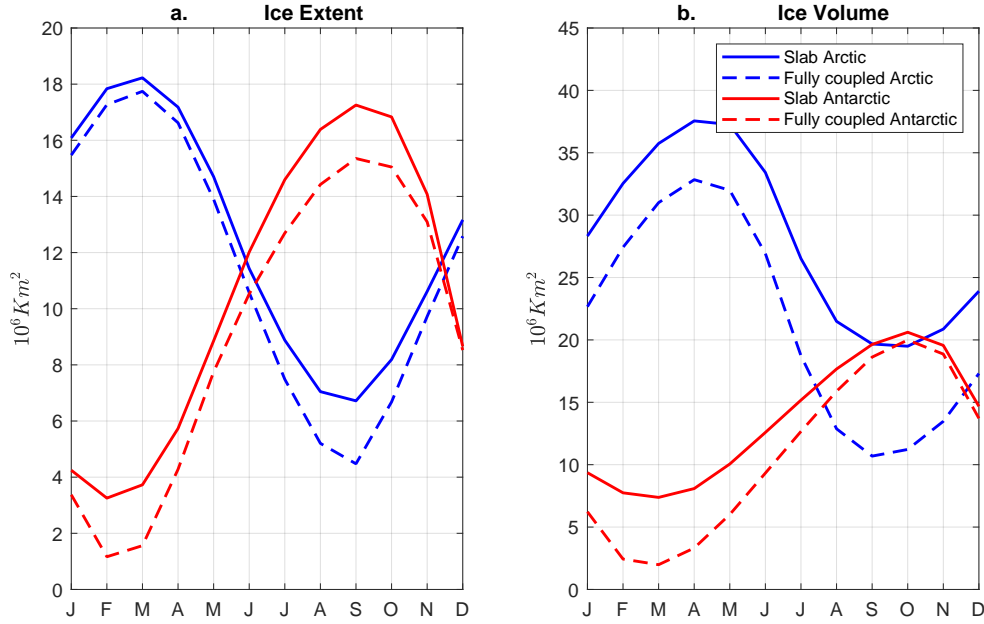 a. Ice Extent
20
18
16
14
12
10
8
6
4
2
0
10^6 Km^2
J F M A M J J A S O N D
b. Ice Volume
45
40
35
30
25
20
15
10
5
0
10^6 Km^2
J F M A M J J A S O N D
Slab Arctic
Fully coupled Arctic
Slab Antarctic
Fully coupled Antarctic